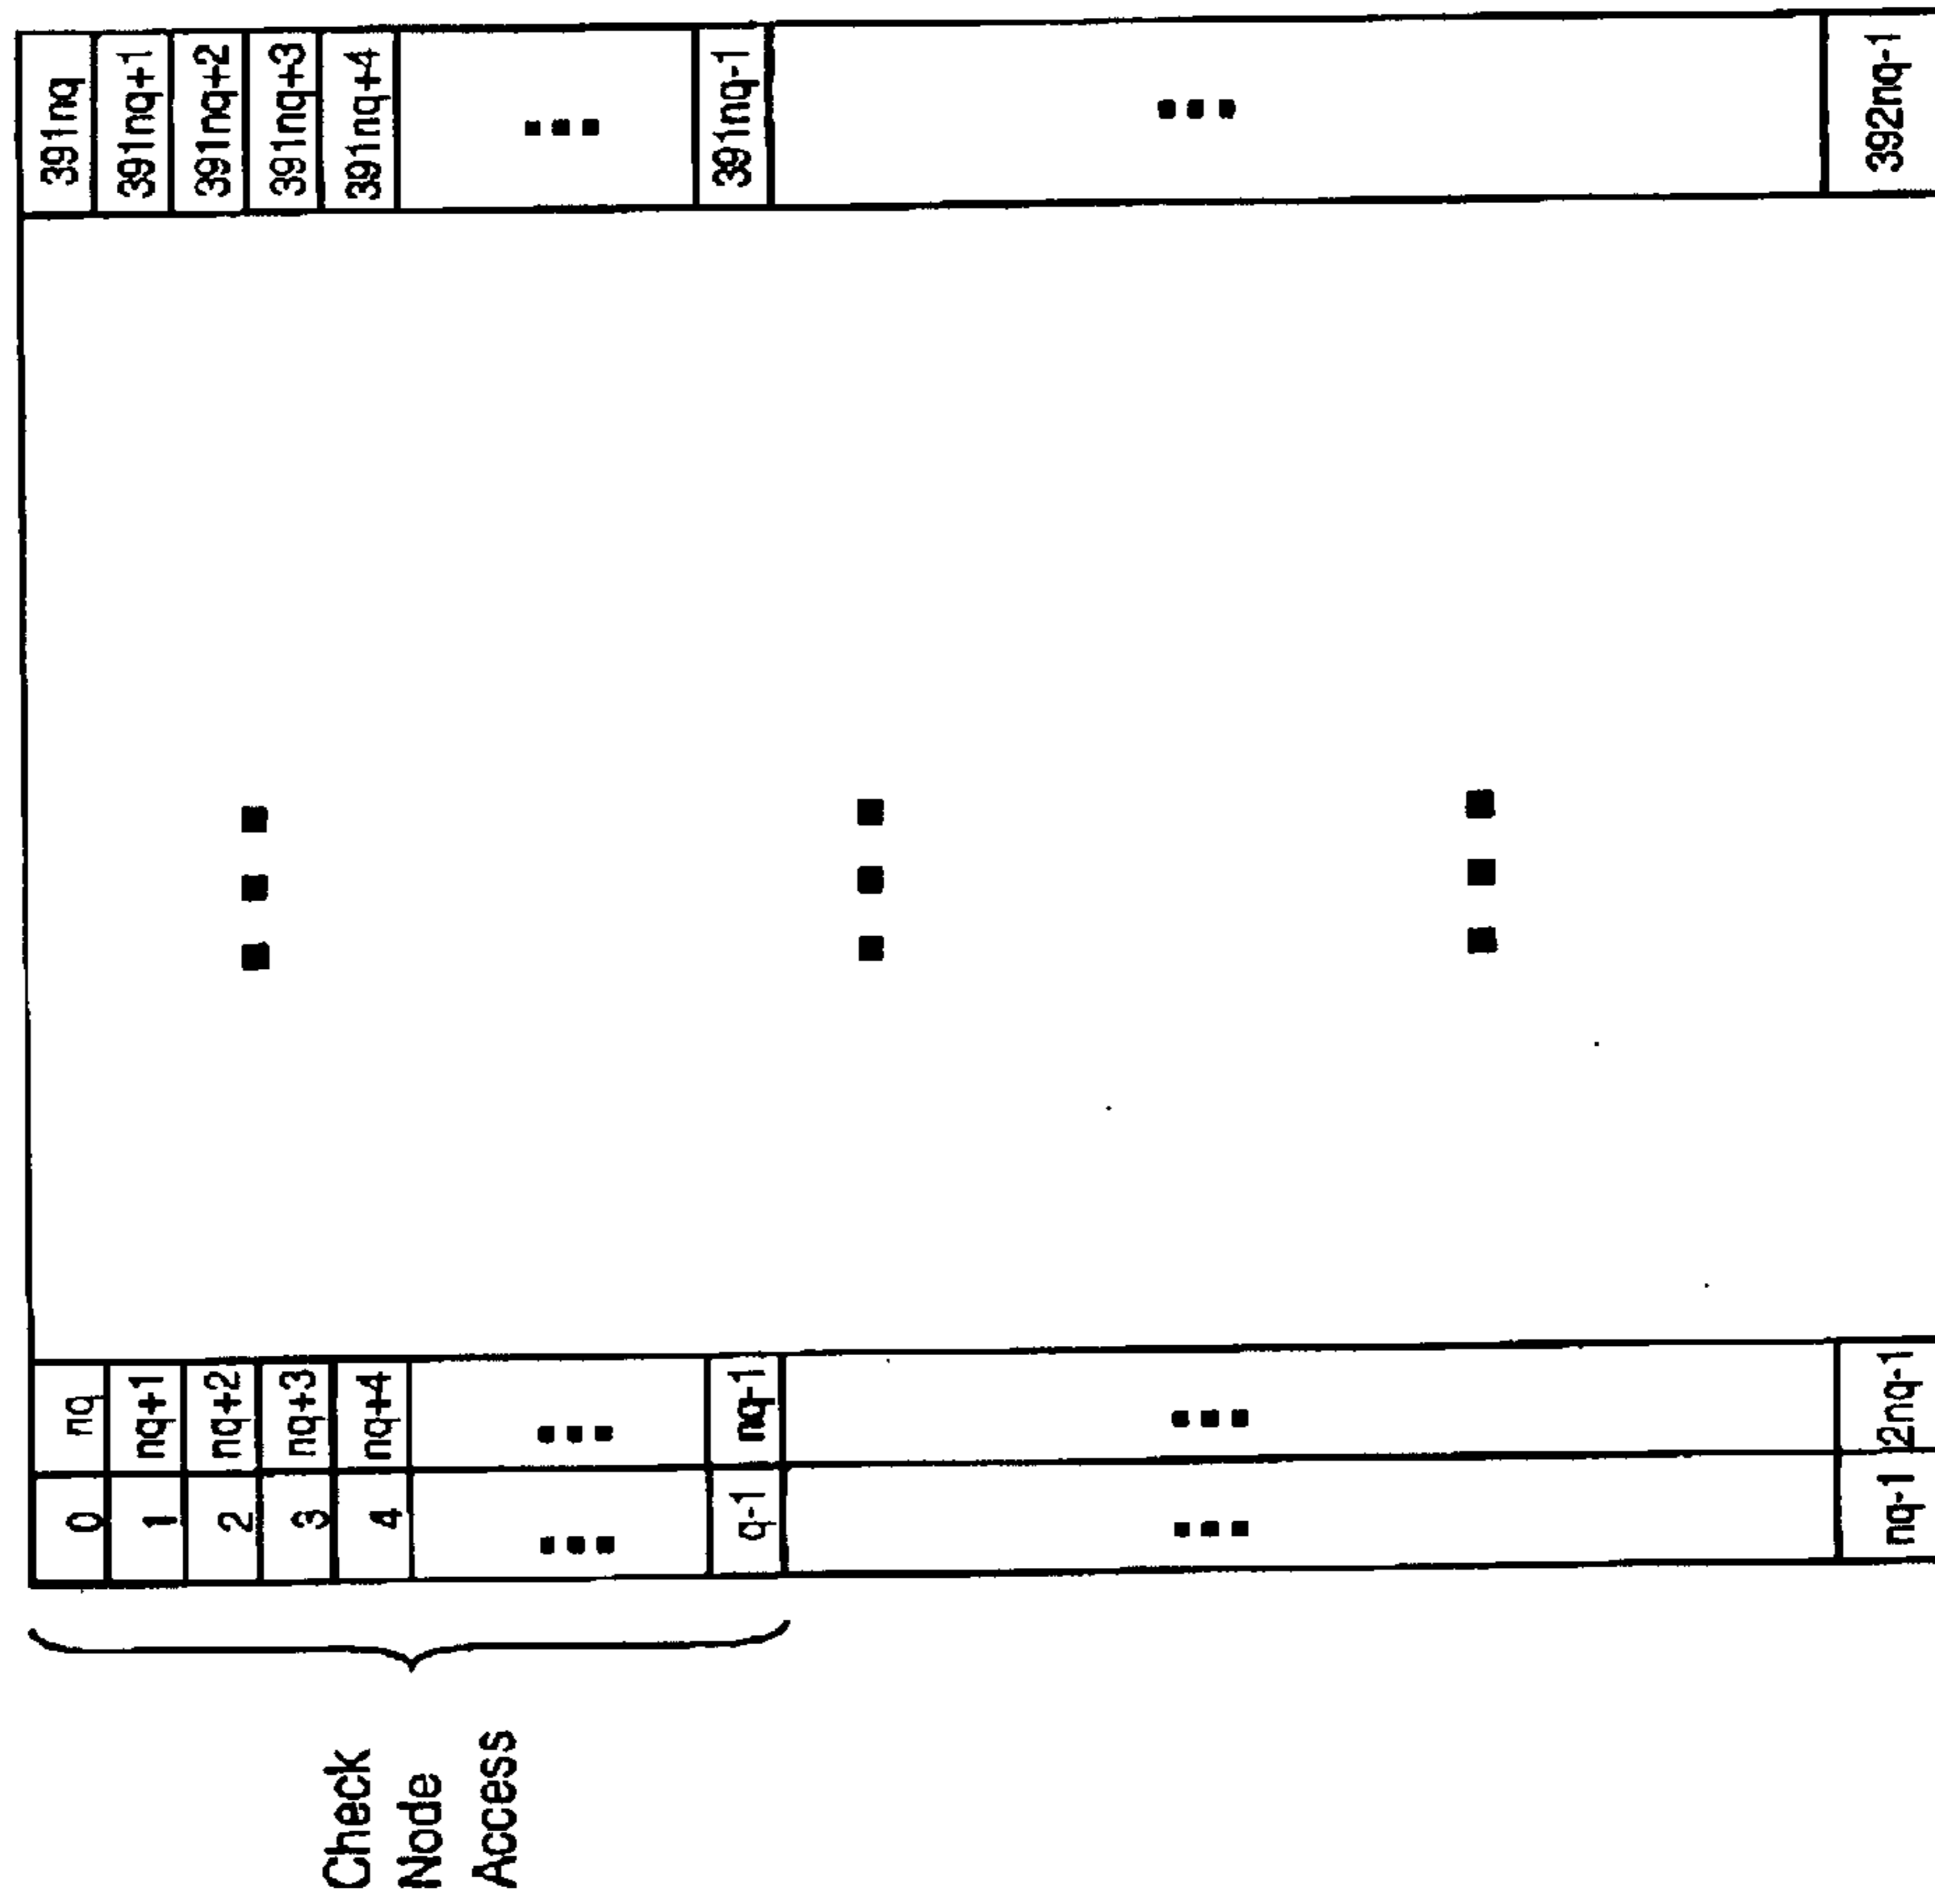 Check
Node
Access
0 nq ... 391nq
1 nq+1 391nq+1
2 nq+2 391nq+2
3 nq+3 391nq+3
4 nq+4 391nq+4
... ... ...
q-1 nq-1 ... 391nq-1
... ... ...
...
nq-1 2nq-1 392nq-1